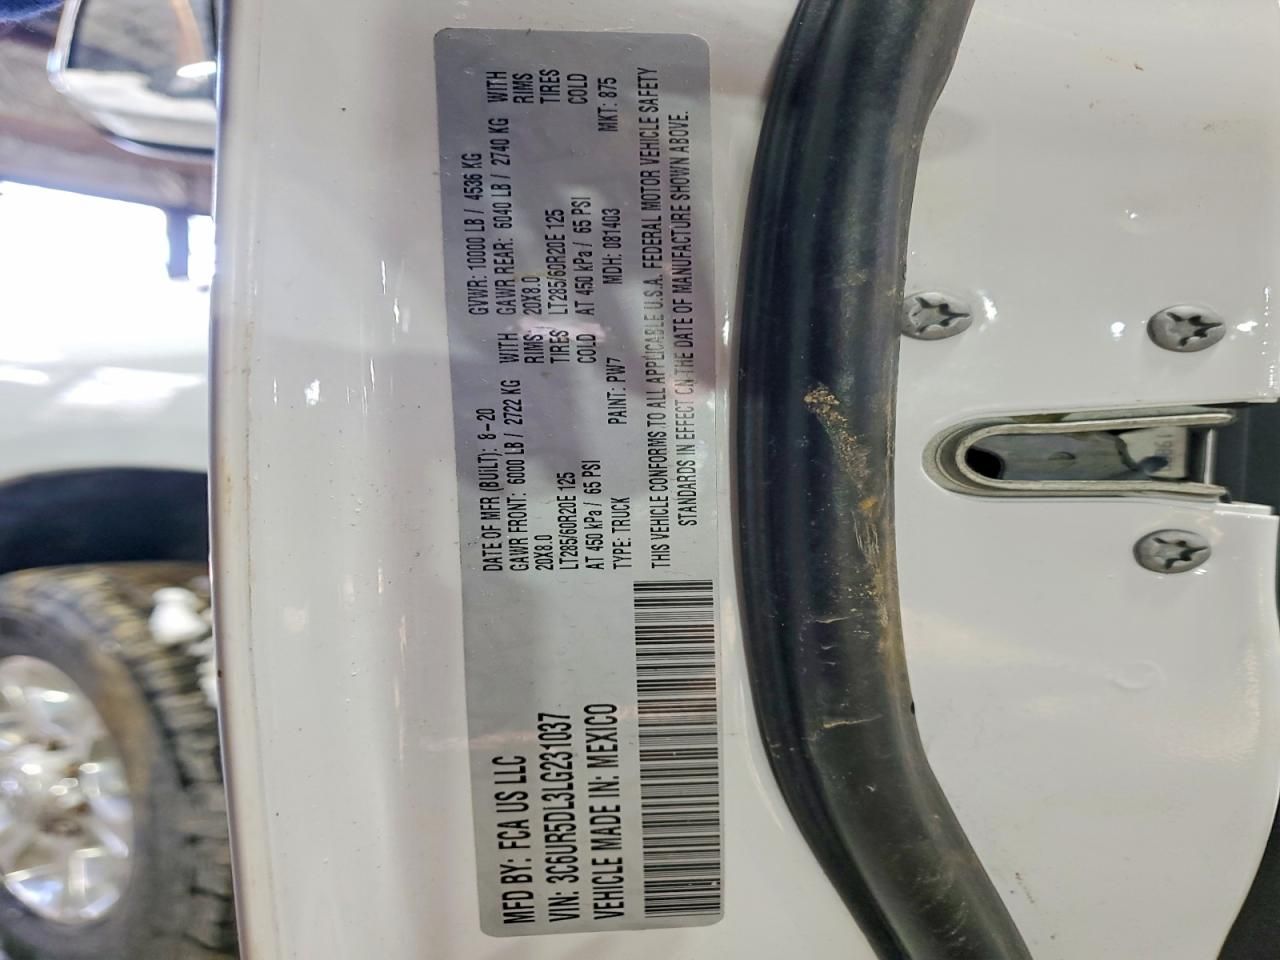 MFD BY: FCA US LLC
VIN: 3C6UR5DL3LG231037
VEHICLE MADE IN: MEXICO
DATE OF MFR (BUILT): 8-20 GVWR: 10000 LB / 4536 KG
GAWR FRONT: 6000 LB / 2722 KG WITH GAWR REAR: 6040 LB / 2740 KG WITH
20X8.0 RIMS 20X8.0 RIMS
LT285/60R20E 125 TIRES LT285/60R20E 125 TIRES
AT 450 kPa / 65 PSI COLD AT 450 kPa / 65 PSI COLD
TYPE: TRUCK PAINT: PW7 MDH: 081403 MKT: 875
THIS VEHICLE CONFORMS TO ALL APPLICABLE U.S.A. FEDERAL MOTOR VEHICLE SAFETY
STANDARDS IN EFFECT ON THE DATE OF MANUFACTURE SHOWN ABOVE.